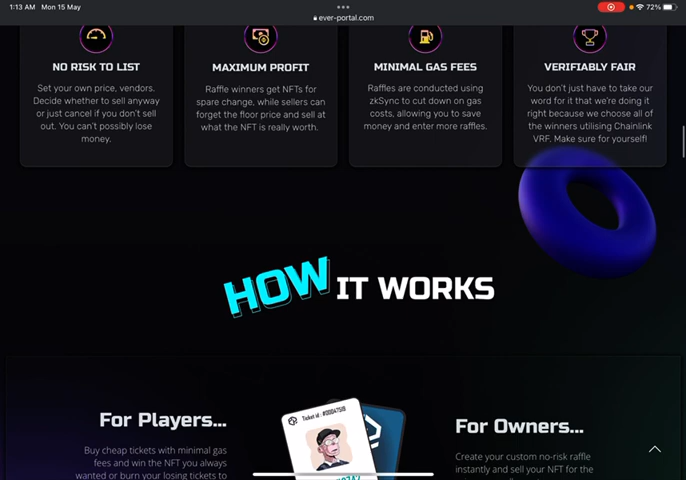 1:13 AM Mon 15 May
72%
ever-portal.com
NO RISK TO LIST
Set your own price, vendors.
Decide whether to sell anyway
or just cancel if you don't sell
out. You can't possibly lose
money.
MAXIMUM PROFIT
Raffle winners get NFTs for
spare change, while sellers can
forget the floor price and sell at
what the NFT is really worth.
MINIMAL GAS FEES
Raffles are conducted using
zkSync to cut down on gas
costs, allowing you to save
money and enter more raffles.
VERIFIABLY FAIR
You don't just have to take our
word for it that we're doing it
right because we choose all of
the winners utilising Chainlink
VRF. Make sure for yourself!
HOW IT WORKS
For Players...
Buy cheap tickets with minimal gas
fees and win the NFT you always
wanted or burn your losing tickets to
Ticket id : #00047519
For Owners...
Create your custom no-risk raffle
instantly and sell your NFT for the